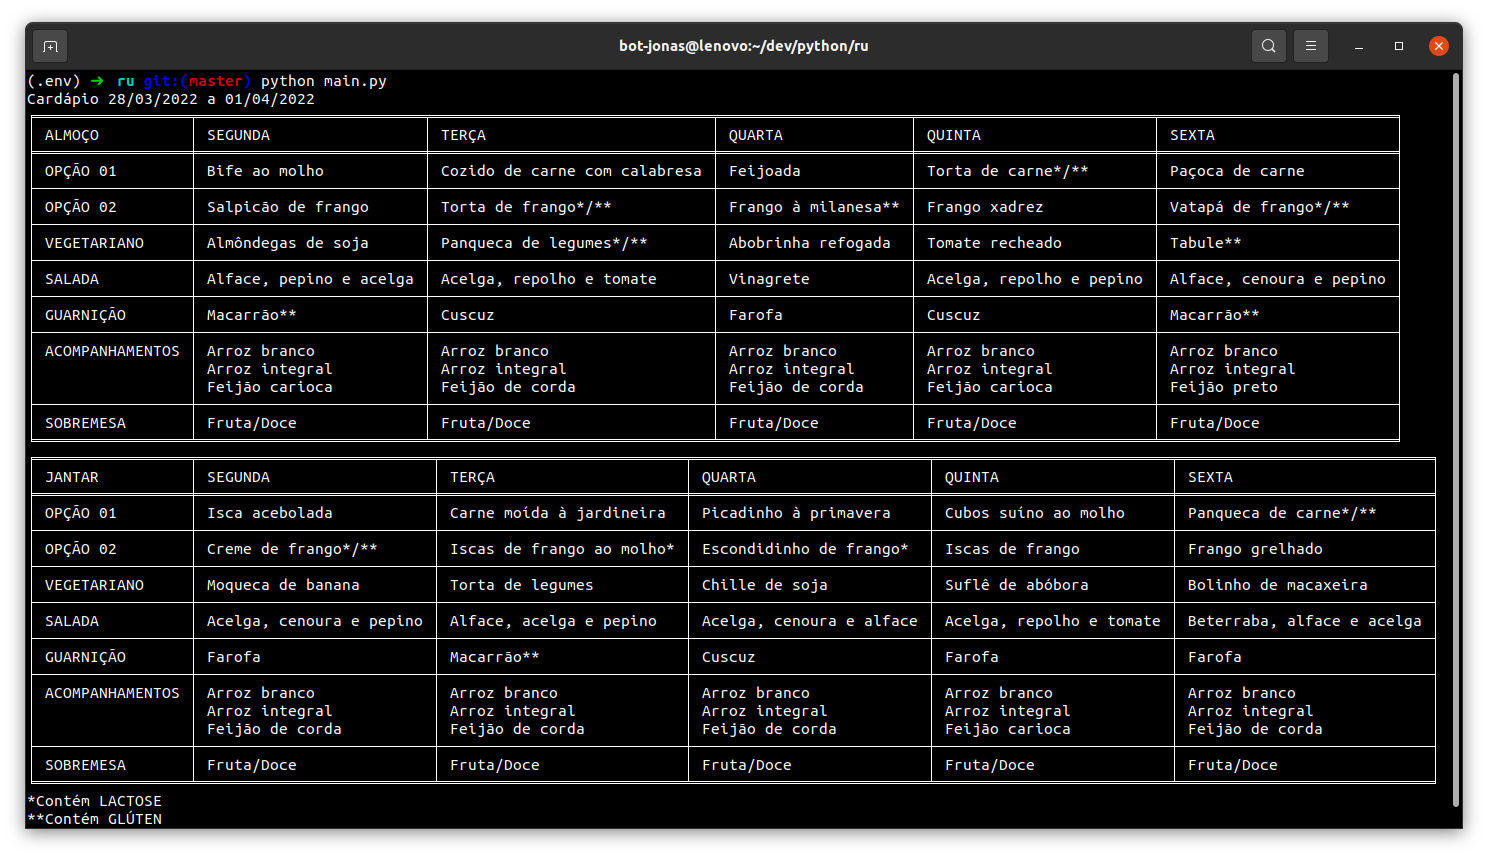 bot-jonas@lenovo:~/dev/python/ru
(.env) ➜ ru git:(master) python main.py
Cardápio 28/03/2022 a 01/04/2022
ALMOÇO SEGUNDA TERÇA QUARTA QUINTA SEXTA
OPÇÃO 01 Bife ao molho Cozido de carne com calabresa Feijoada Torta de carne*/** Paçoca de carne
OPÇÃO 02 Salpicão de frango Torta de frango*/** Frango à milanesa** Frango xadrez Vatapá de frango*/**
VEGETARIANO Almôndegas de soja Panqueca de legumes*/** Abobrinha refogada Tomate recheado Tabule**
SALADA Alface, pepino e acelga Acelga, repolho e tomate Vinagrete Acelga, repolho e pepino Alface, cenoura e pepino
GUARNIÇÃO Macarrão** Cuscuz Farofa Cuscuz Macarrão**
ACOMPANHAMENTOS Arroz branco Arroz branco Arroz branco Arroz branco Arroz branco
Arroz integral Arroz integral Arroz integral Arroz integral Arroz integral
Feijão carioca Feijão de corda Feijão de corda Feijão carioca Feijão preto
SOBREMESA Fruta/Doce Fruta/Doce Fruta/Doce Fruta/Doce Fruta/Doce
JANTAR SEGUNDA TERÇA QUARTA QUINTA SEXTA
OPÇÃO 01 Isca acebolada Carne moída à jardineira Picadinho à primavera Cubos suíno ao molho Panqueca de carne*/**
OPÇÃO 02 Creme de frango*/** Iscas de frango ao molho* Escondidinho de frango* Iscas de frango Frango grelhado
VEGETARIANO Moqueca de banana Torta de legumes Chille de soja Suflê de abóbora Bolinho de macaxeira
SALADA Acelga, cenoura e pepino Alface, acelga e pepino Acelga, cenoura e alface Acelga, repolho e tomate Beterraba, alface e acelga
GUARNIÇÃO Farofa Macarrão** Cuscuz Farofa Farofa
ACOMPANHAMENTOS Arroz branco Arroz branco Arroz branco Arroz branco Arroz branco
Arroz integral Arroz integral Arroz integral Arroz integral Arroz integral
Feijão de corda Feijão de corda Feijão de corda Feijão carioca Feijão de corda
SOBREMESA Fruta/Doce Fruta/Doce Fruta/Doce Fruta/Doce Fruta/Doce
*Contém LACTOSE
**Contém GLÚTEN